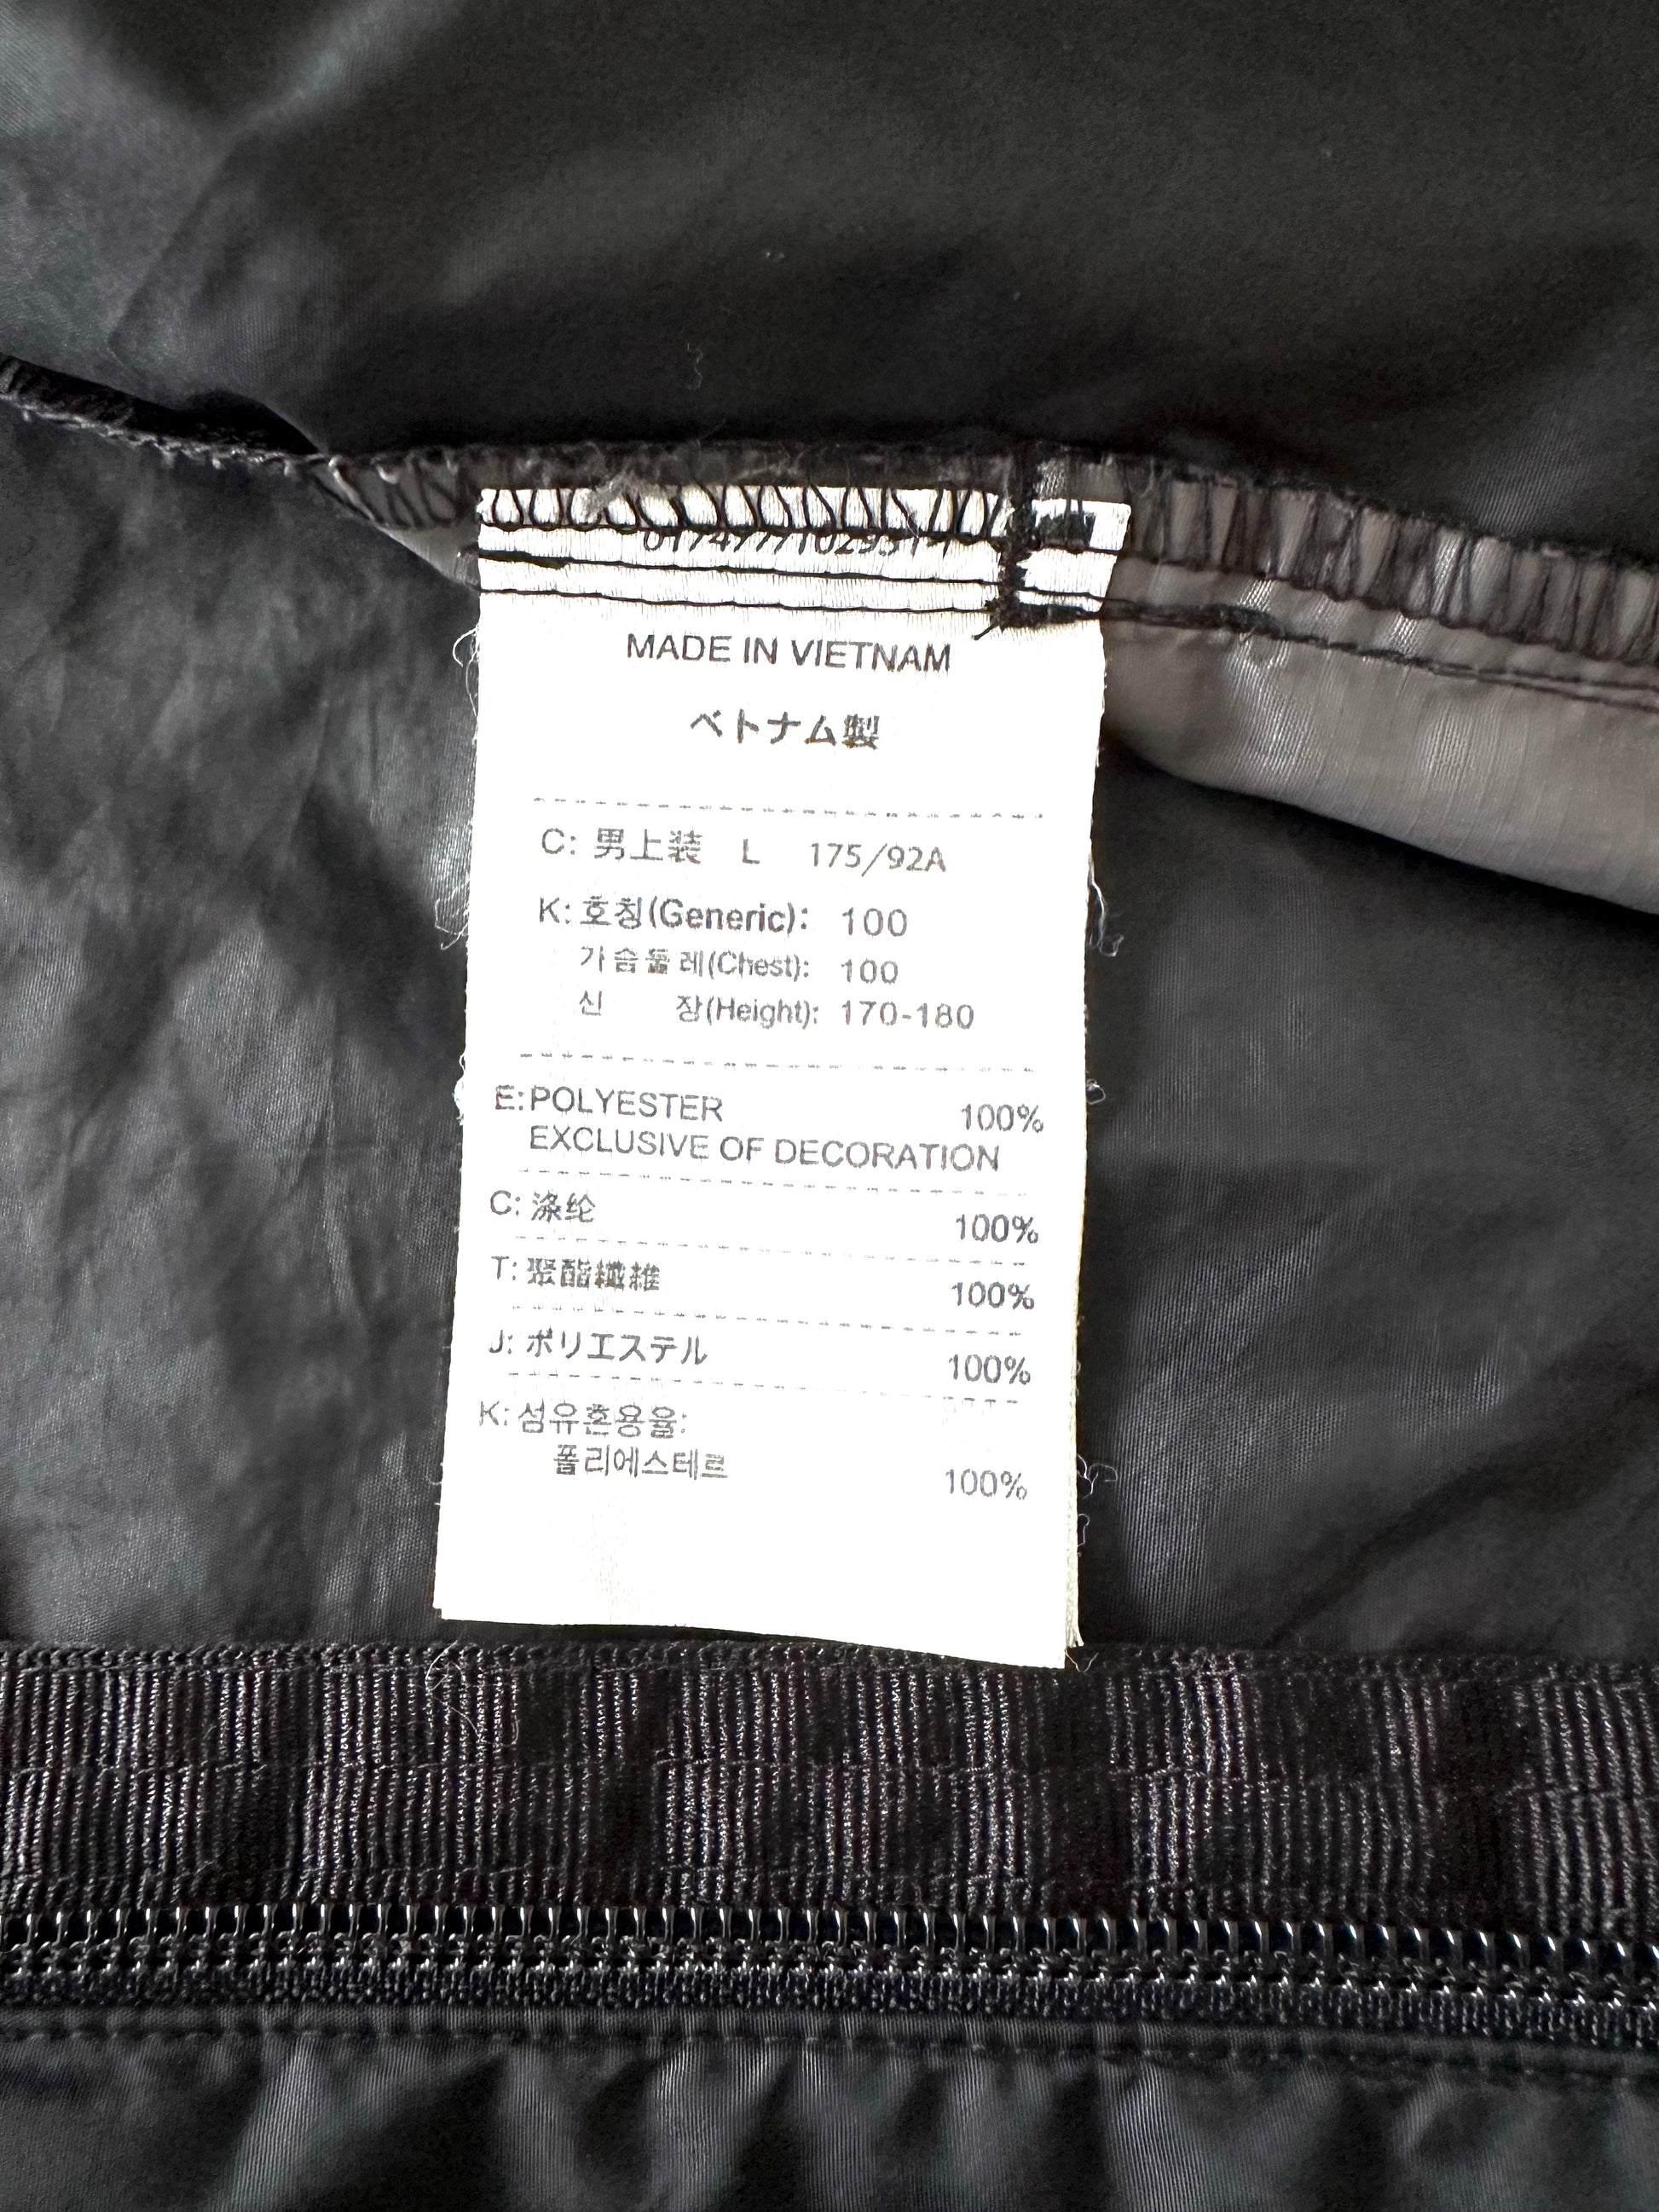 MADE IN VIETNAM
ベトナム製
C: 男上装 L 175/92A
K: 호칭(Generic): 100
가슴둘레(Chest): 100
신 장(Height): 170-180
E: POLYESTER 100%
EXCLUSIVE OF DECORATION
C: 涤纶 100%
T: 聚酯纖維 100%
J: ポリエステル 100%
K: 섬유혼용율:
폴리에스테르 100%